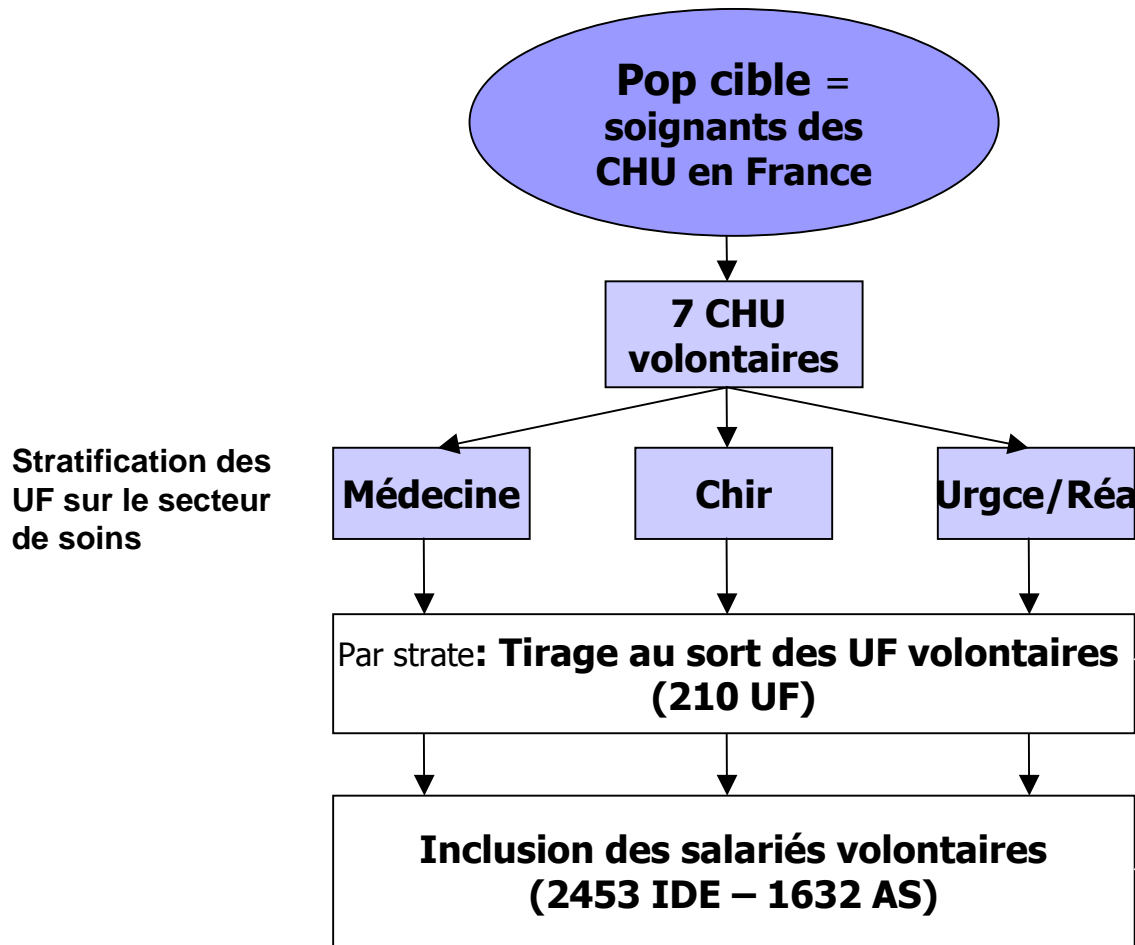 Pop cible =
soignants des
CHU en France
7 CHU
volontaires
Stratification des
UF sur le secteur
de soins
Médecine
Chir
Urgce/Réa
Par strate: Tirage au sort des UF volontaires
(210 UF)
Inclusion des salariés volontaires
(2453 IDE – 1632 AS)